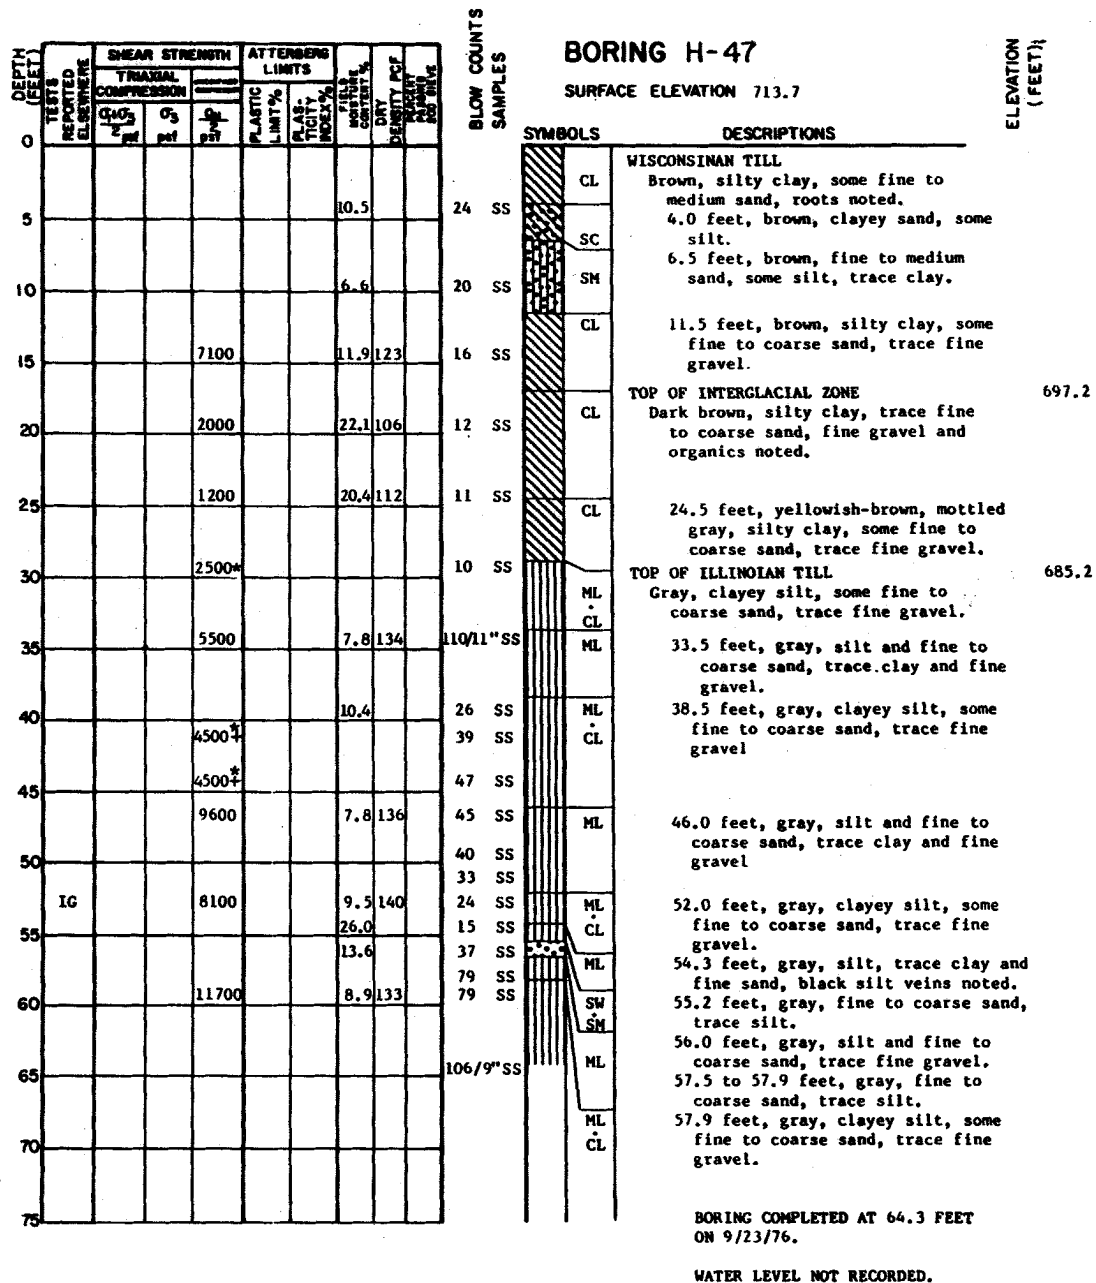 BORING H-47
SURFACE ELEVATION 713.7
DEPTH (FEET)
TESTS REPORTED ELSEWHERE
SHEAR STRENGTH
TRIAXIAL COMPRESSION
σ₃
psf
psf
ATTERBERG LIMITS
PLASTIC LIMIT%
PLAS-TICITY INDEX%
FIELD MOISTURE CONTENT %
DRY DENSITY PCF
PERCENT PASSING 200 SIEVE
BLOW COUNTS
SAMPLES
SYMBOLS
DESCRIPTIONS
ELEVATION (FEET)
0
WISCONSINAN TILL
CL
Brown, silty clay, some fine to
medium sand, roots noted.
10.5 24 SS
5
4.0 feet, brown, clayey sand, some
SC
silt.
6.5 feet, brown, fine to medium
SM
sand, some silt, trace clay.
6.6 20 SS
10
CL
11.5 feet, brown, silty clay, some
fine to coarse sand, trace fine
gravel.
7100 11.9 123 16 SS
15
TOP OF INTERGLACIAL ZONE 697.2
CL
Dark brown, silty clay, trace fine
to coarse sand, fine gravel and
organics noted.
2000 22.1 106 12 SS
20
1200 20.4 112 11 SS
25
CL
24.5 feet, yellowish-brown, mottled
gray, silty clay, some fine to
coarse sand, trace fine gravel.
2500* 10 SS
30
TOP OF ILLINOIAN TILL 685.2
ML
·
CL
Gray, clayey silt, some fine to
coarse sand, trace fine gravel.
5500 7.8 134 110/11" SS
35
ML
33.5 feet, gray, silt and fine to
coarse sand, trace clay and fine
gravel.
10.4 26 SS
40
ML
·
CL
38.5 feet, gray, clayey silt, some
fine to coarse sand, trace fine
gravel
4500+* 39 SS
4500+* 47 SS
45
9600 7.8 136 45 SS
ML
46.0 feet, gray, silt and fine to
coarse sand, trace clay and fine
gravel
40 SS
50
33 SS
IG 8100 9.5 140 24 SS
ML
·
CL
52.0 feet, gray, clayey silt, some
fine to coarse sand, trace fine
gravel.
26.0 15 SS
55
13.6 37 SS
ML
54.3 feet, gray, silt, trace clay and
fine sand, black silt veins noted.
79 SS
11700 8.9 133 79 SS
60
SW
·
SM
55.2 feet, gray, fine to coarse sand,
trace silt.
ML
56.0 feet, gray, silt and fine to
coarse sand, trace fine gravel.
106/9" SS
65
57.5 to 57.9 feet, gray, fine to
coarse sand, trace silt.
ML
·
CL
57.9 feet, gray, clayey silt, some
fine to coarse sand, trace fine
gravel.
70
75
BORING COMPLETED AT 64.3 FEET
ON 9/23/76.
WATER LEVEL NOT RECORDED.